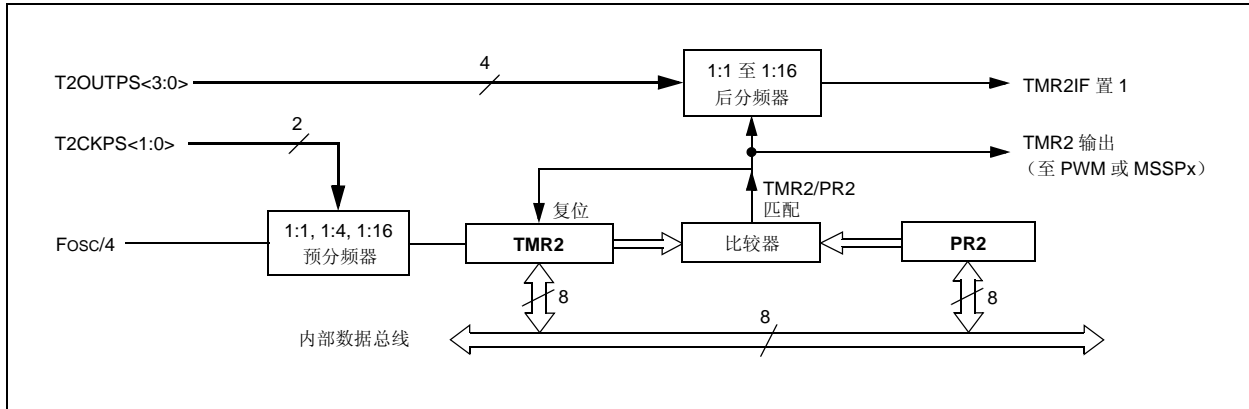 T2OUTPS<3:0>
4
1:1 至 1:16
后分频器
TMR2IF 置 1
T2CKPS<1:0>
2
TMR2 输出
（至 PWM 或 MSSPx）
TMR2/PR2
匹配
复位
FOSC/4
1:1, 1:4, 1:16
预分频器
TMR2
比较器
PR2
8
8
内部数据总线
8